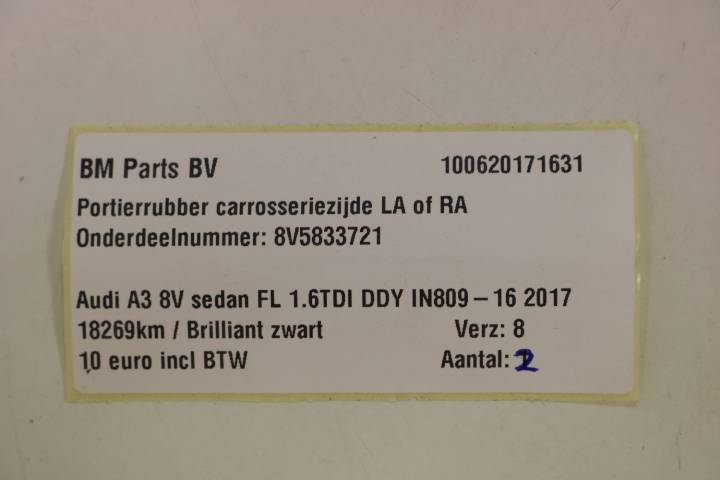 BM Parts BV 100620171631
Portierrubber carrosseriezijde LA of RA
Onderdeelnummer: 8V5833721
Audi A3 8V sedan FL 1.6TDI DDY IN809 – 16 2017
18269km / Brilliant zwart Verz: 8
10 euro incl BTW Aantal: 2